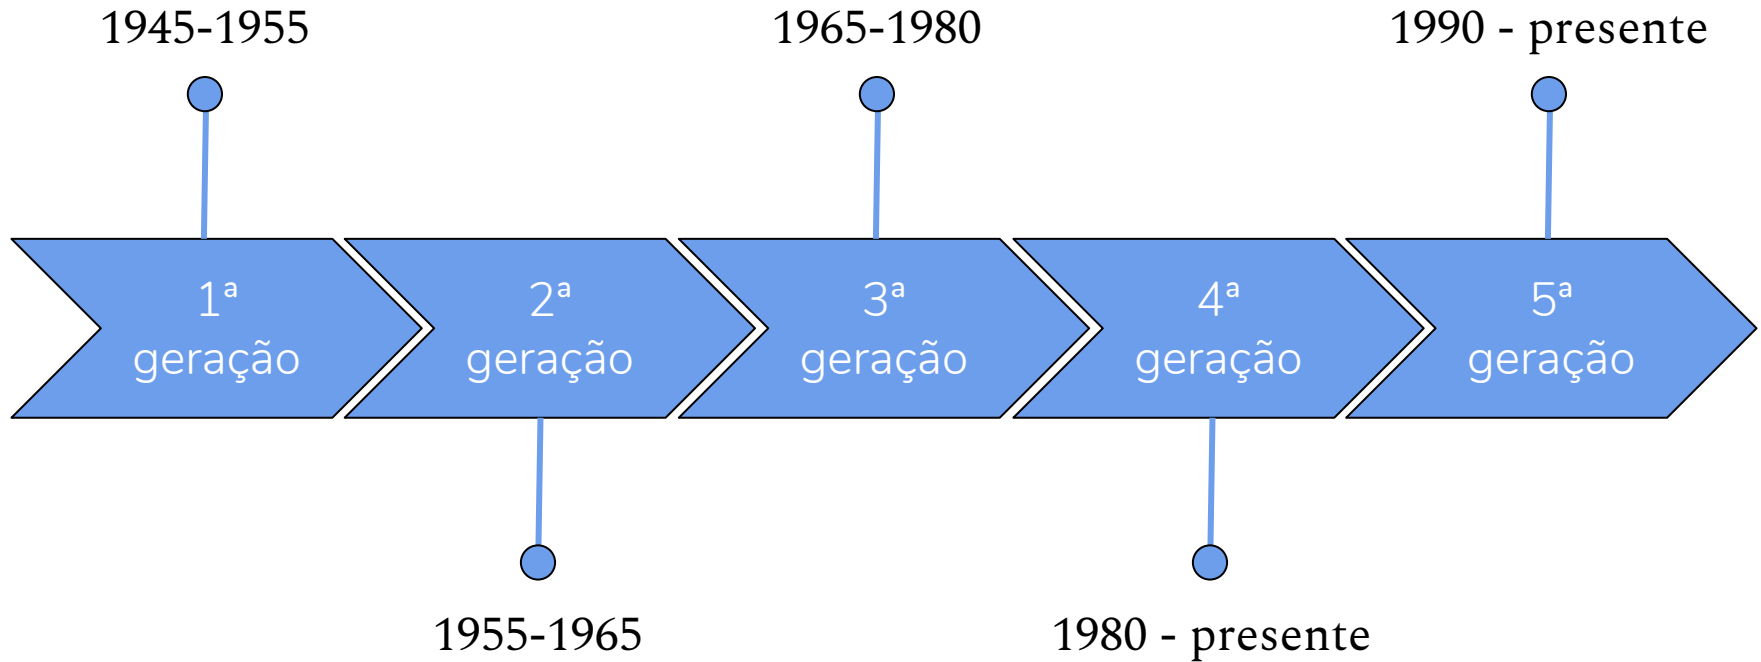 1945-1955
1965-1980
1990 - presente
1ª
geração
2ª
geração
3ª
geração
4ª
geração
5ª
geração
1955-1965
1980 - presente